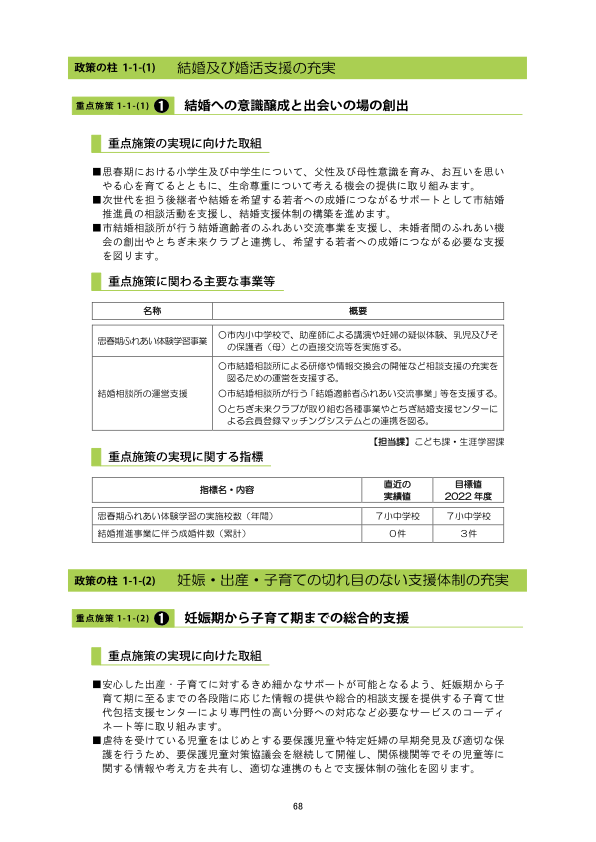 政策の柱 1-1-(1) 結婚及び婚活支援の充実
重点施策 1-1-(1) ❶ 結婚への意識醸成と出会いの場の創出
重点施策の実現に向けた取組
■思春期における小学生及び中学生について、父性及び母性意識を育み、お互いを思い
やる心を育てるとともに、生命尊重について考える機会の提供に取り組みます。
■次世代を担う後継者や結婚を希望する若者への成婚につながるサポートとして市結婚
推進員の相談活動を支援し、結婚支援体制の構築を進めます。
■市結婚相談所が行う結婚適齢者のふれあい交流事業を支援し、未婚者間のふれあい機
会の創出やとちぎ未来クラブと連携し、希望する若者への成婚につながる必要な支援
を図ります。
重点施策に関わる主要な事業等
名称 概要
思春期ふれあい体験学習事業
○市内小中学校で、助産師による講演や妊婦の疑似体験、乳児及びそ
の保護者（母）との直接交流等を実施する。
結婚相談所の運営支援
○市結婚相談所による研修や情報交換会の開催など相談支援の充実を
図るための運営を支援する。
○市結婚相談所が行う「結婚適齢者ふれあい交流事業」等を支援する。
○とちぎ未来クラブが取り組む各種事業やとちぎ結婚支援センターに
よる会員登録マッチングシステムとの連携を図る。
【担当課】こども課・生涯学習課
重点施策の実現に関する指標
指標名・内容 直近の実績値 目標値2022 年度
思春期ふれあい体験学習の実施校数（年間） 7小中学校 7小中学校
結婚推進事業に伴う成婚件数（累計） 0件 3件
政策の柱 1-1-(2) 妊娠・出産・子育ての切れ目のない支援体制の充実
重点施策 1-1-(2) ❶ 妊娠期から子育て期までの総合的支援
重点施策の実現に向けた取組
■安心した出産・子育てに対するきめ細かなサポートが可能となるよう、妊娠期から子
育て期に至るまでの各段階に応じた情報の提供や総合的相談支援を提供する子育て世
代包括支援センターにより専門性の高い分野への対応など必要なサービスのコーディ
ネート等に取り組みます。
■虐待を受けている児童をはじめとする要保護児童や特定妊婦の早期発見及び適切な保
護を行うため、要保護児童対策協議会を継続して開催し、関係機関等でその児童等に
関する情報や考え方を共有し、適切な連携のもとで支援体制の強化を図ります。
68